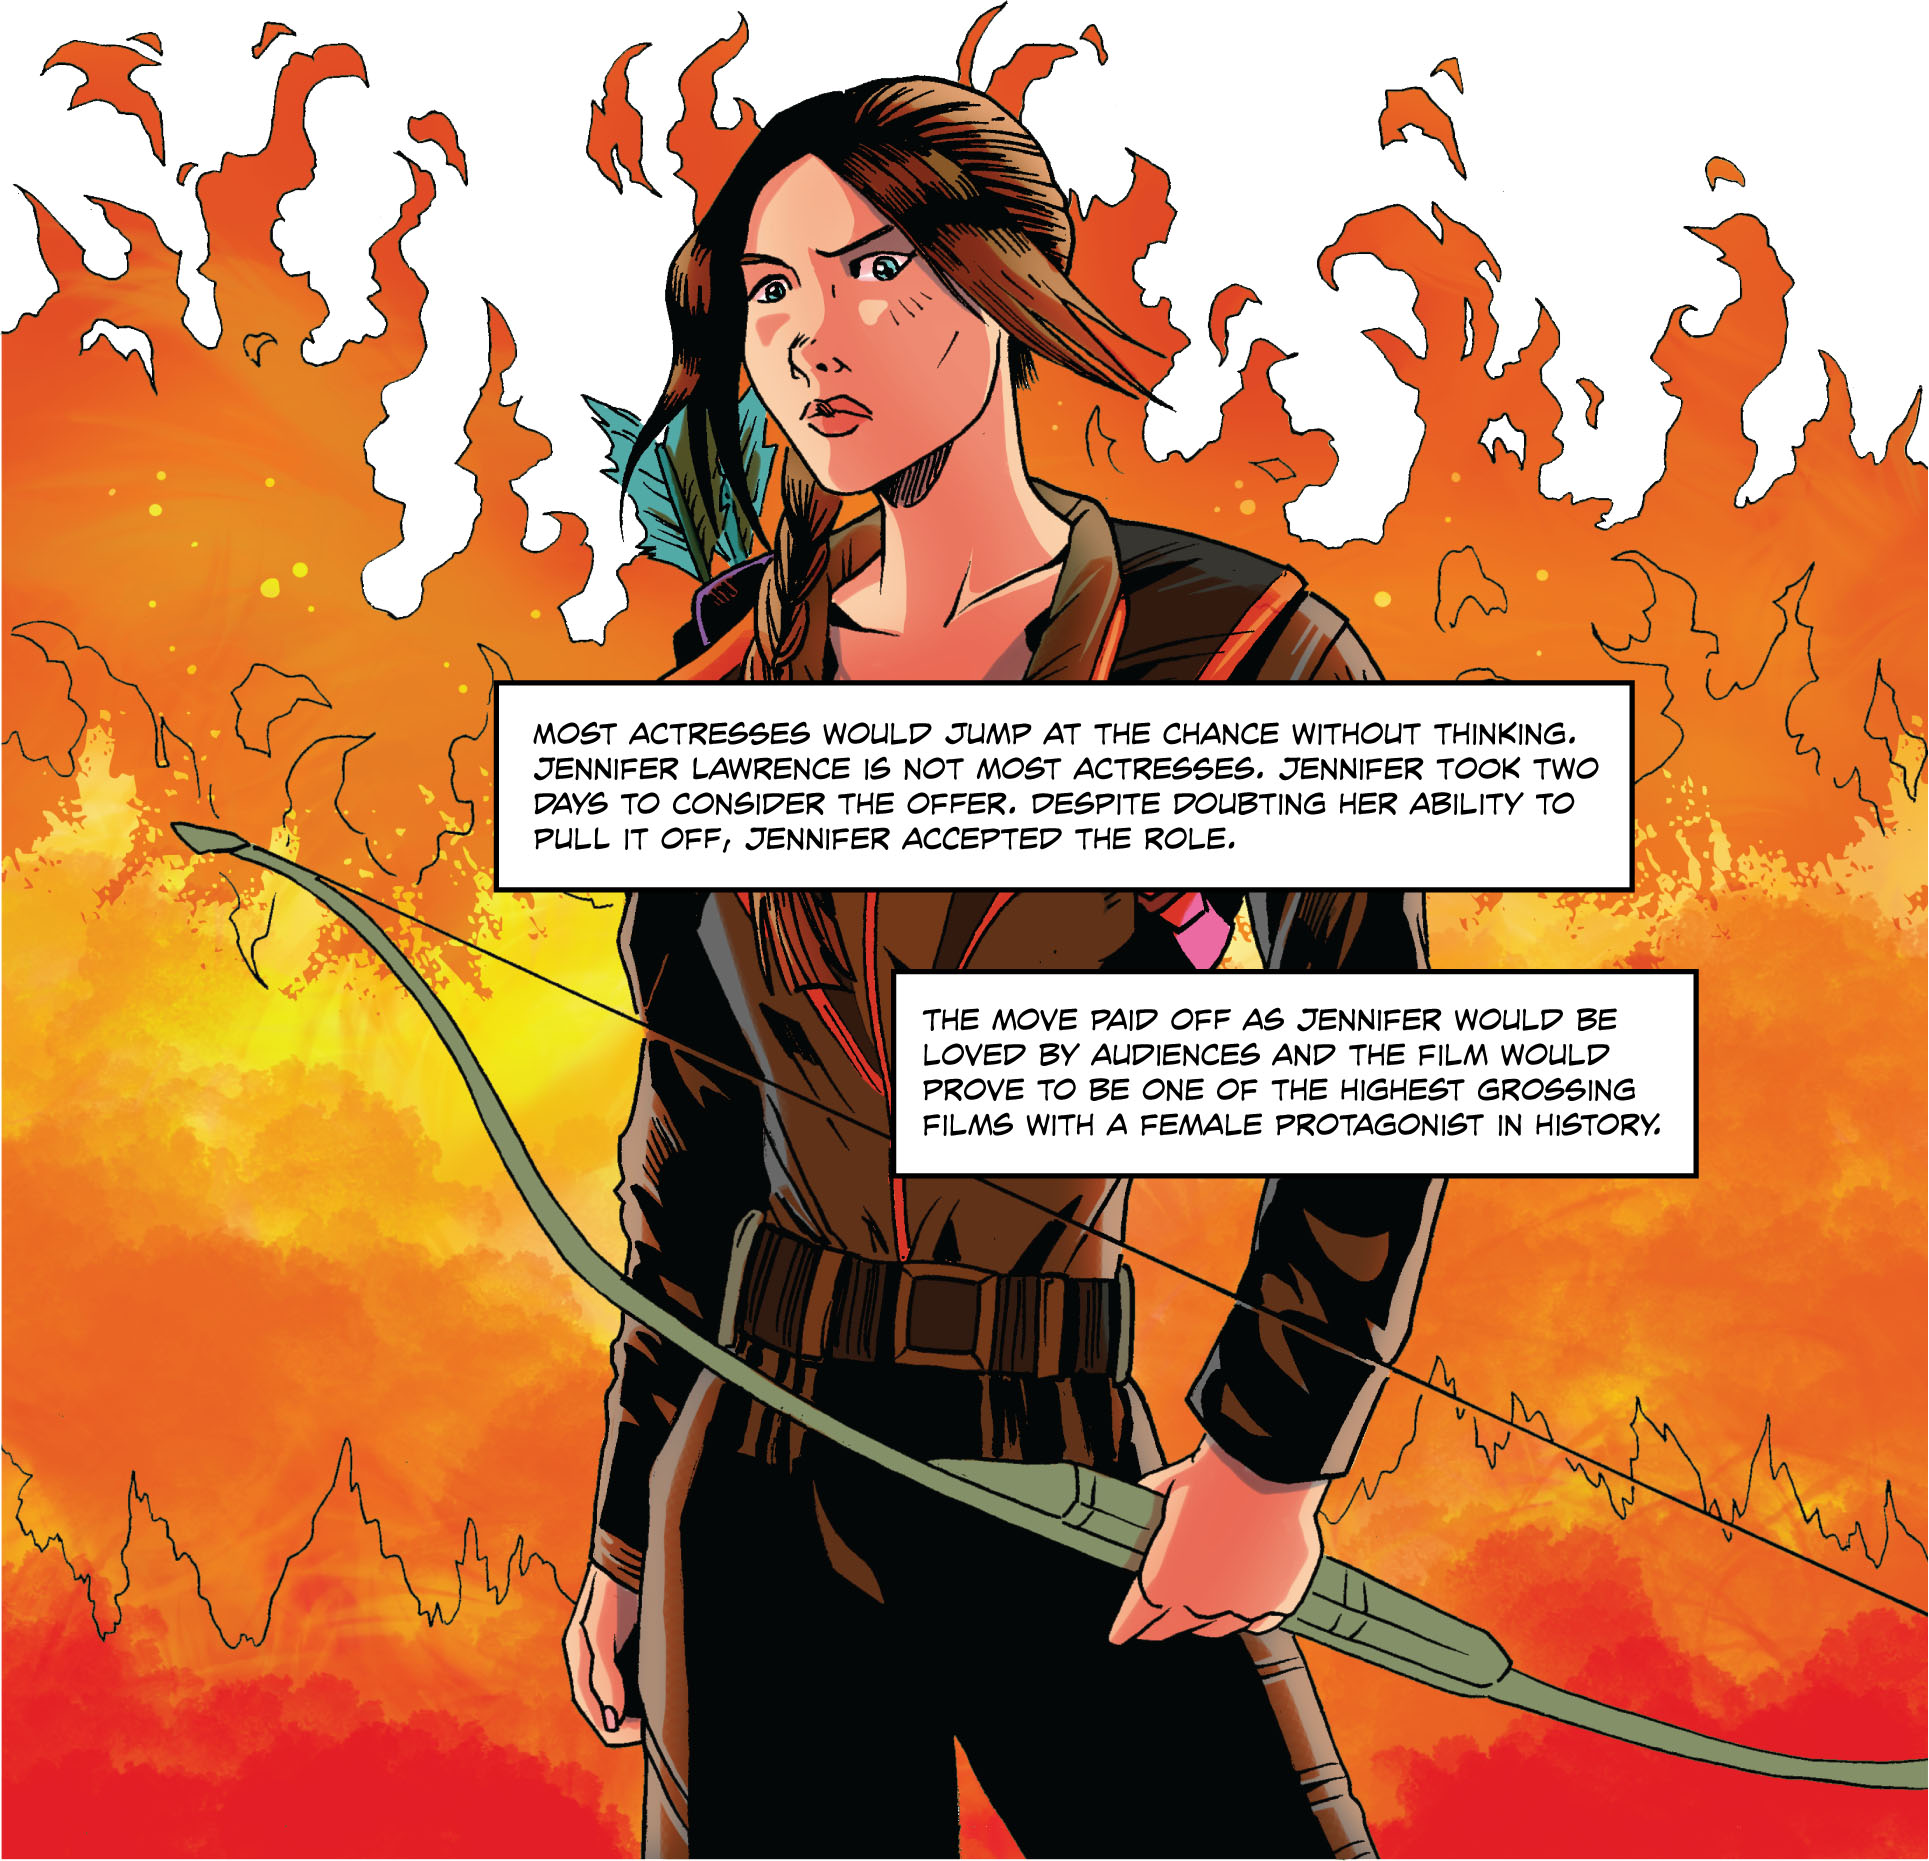 MOST ACTRESSES WOULD JUMP AT THE CHANCE WITHOUT THINKING.
JENNIFER LAWRENCE IS NOT MOST ACTRESSES. JENNIFER TOOK TWO
DAYS TO CONSIDER THE OFFER. DESPITE DOUBTING HER ABILITY TO
PULL IT OFF, JENNIFER ACCEPTED THE ROLE.
THE MOVE PAID OFF AS JENNIFER WOULD BE
LOVED BY AUDIENCES AND THE FILM WOULD
PROVE TO BE ONE OF THE HIGHEST GROSSING
FILMS WITH A FEMALE PROTAGONIST IN HISTORY.